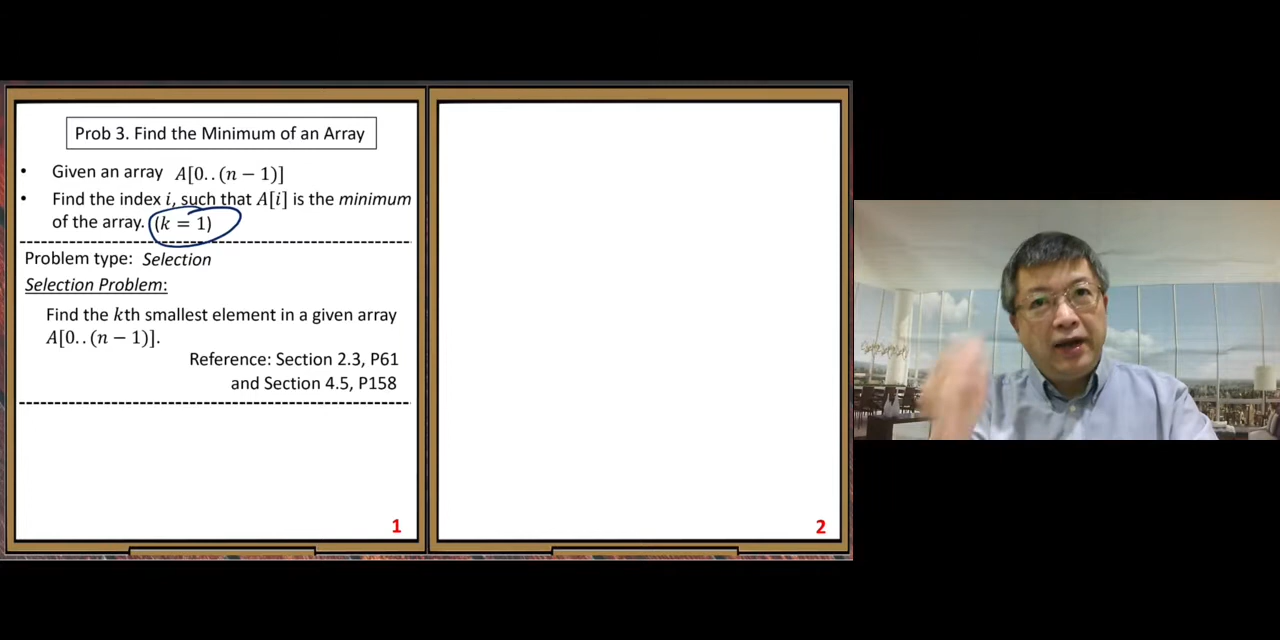 Prob 3. Find the Minimum of an Array
• Given an array A[0..(n − 1)]
• Find the index i, such that A[i] is the minimum
of the array. (k = 1)
Problem type: Selection
Selection Problem:
Find the kth smallest element in a given array
A[0..(n − 1)].
Reference: Section 2.3, P61
and Section 4.5, P158
1
2